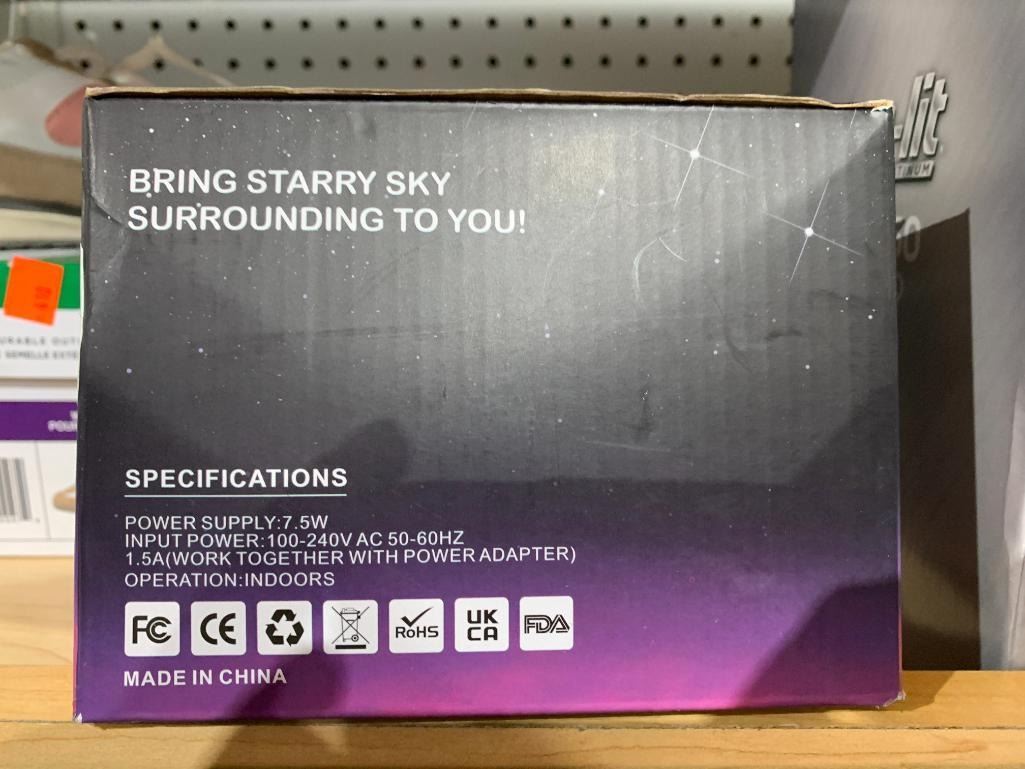 BRING STARRY SKY
SURROUNDING TO YOU!
SPECIFICATIONS
POWER SUPPLY:7.5W
INPUT POWER:100-240V AC 50-60HZ
1.5A(WORK TOGETHER WITH POWER ADAPTER)
OPERATION:INDOORS
FC CE RoHS UK CA FDA
MADE IN CHINA
-lit